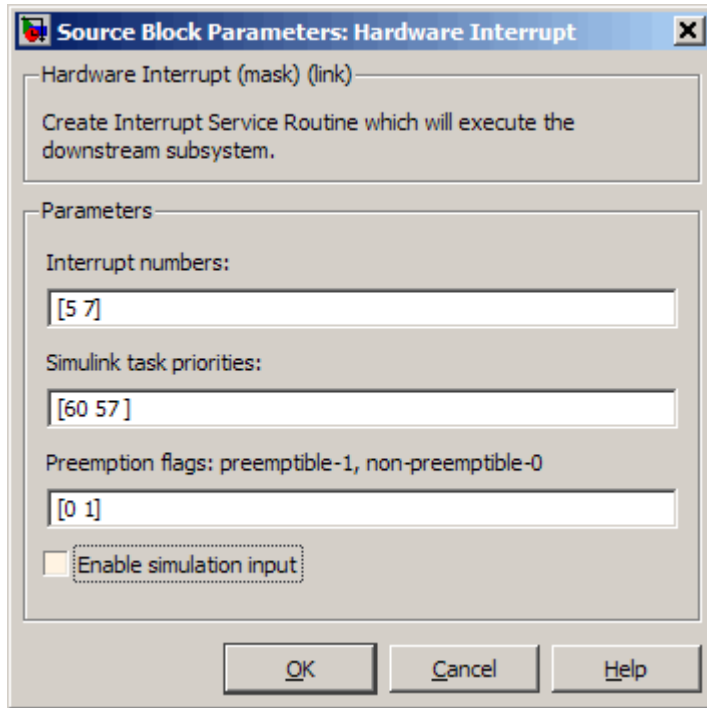 Source Block Parameters: Hardware Interrupt
Hardware Interrupt (mask) (link)
Create Interrupt Service Routine which will execute the
downstream subsystem.
Parameters
Interrupt numbers:
[5 7]
Simulink task priorities:
[60 57 ]
Preemption flags: preemptible-1, non-preemptible-0
[0 1]
Enable simulation input
OK Cancel Help